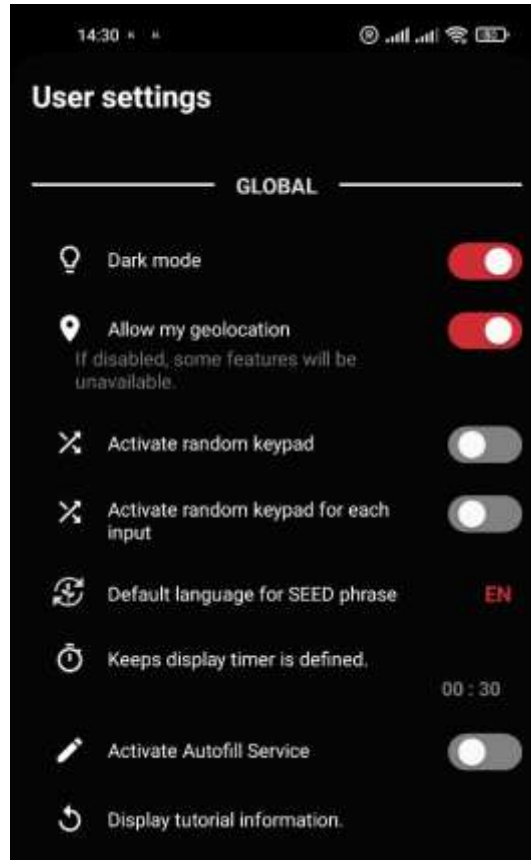 14:30
User settings
GLOBAL
Dark mode
Allow my geolocation
If disabled, some features will be
unavailable.
Activate random keypad
Activate random keypad for each
input
Default language for SEED phrase EN
Keeps display timer is defined.
00 : 30
Activate Autofill Service
Display tutorial information.